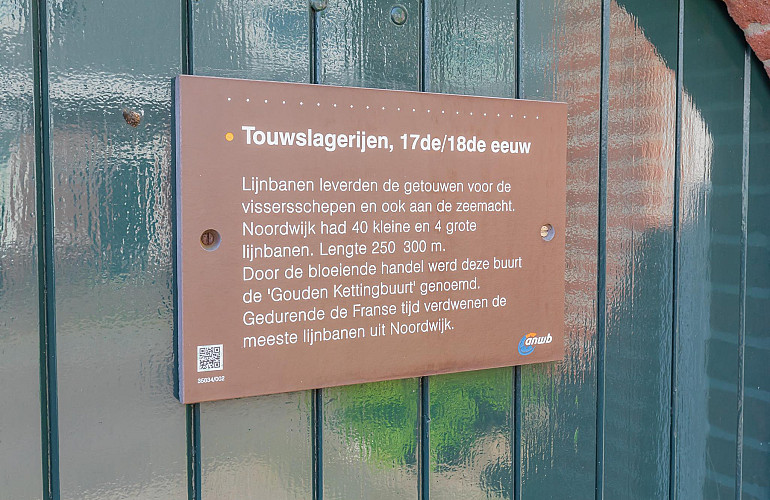 Touwslagerijen, 17de/18de eeuw
Lijnbanen leverden de getouwen voor de
vissersschepen en ook aan de zeemacht.
Noordwijk had 40 kleine en 4 grote
lijnbanen. Lengte 250 300 m.
Door de bloeiende handel werd deze buurt
de 'Gouden Kettingbuurt' genoemd.
Gedurende de Franse tijd verdwenen de
meeste lijnbanen uit Noordwijk.
35034/002
anwb